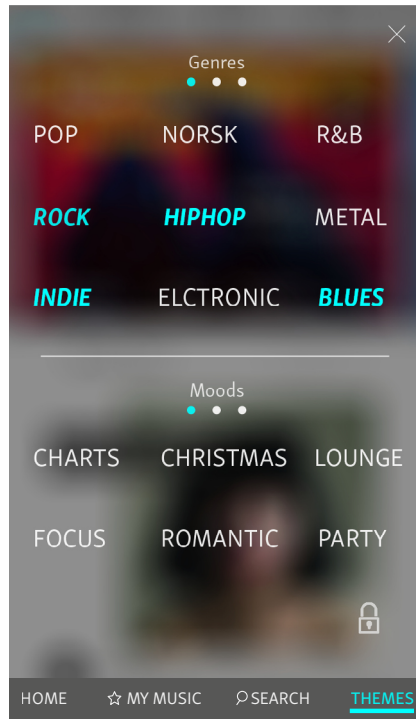 Genres
POP NORSK R&B
ROCK HIPHOP METAL
INDIE ELCTRONIC BLUES
Moods
CHARTS CHRISTMAS LOUNGE
FOCUS ROMANTIC PARTY
HOME MY MUSIC SEARCH THEMES